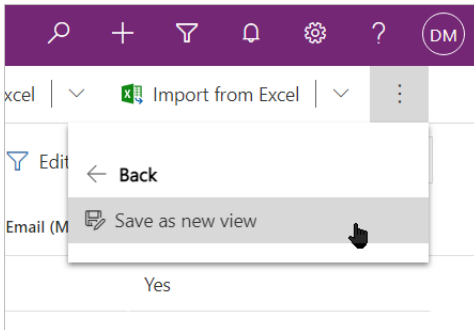 DM
xcel
Import from Excel
Edit
Back
Save as new view
Email (M
Yes